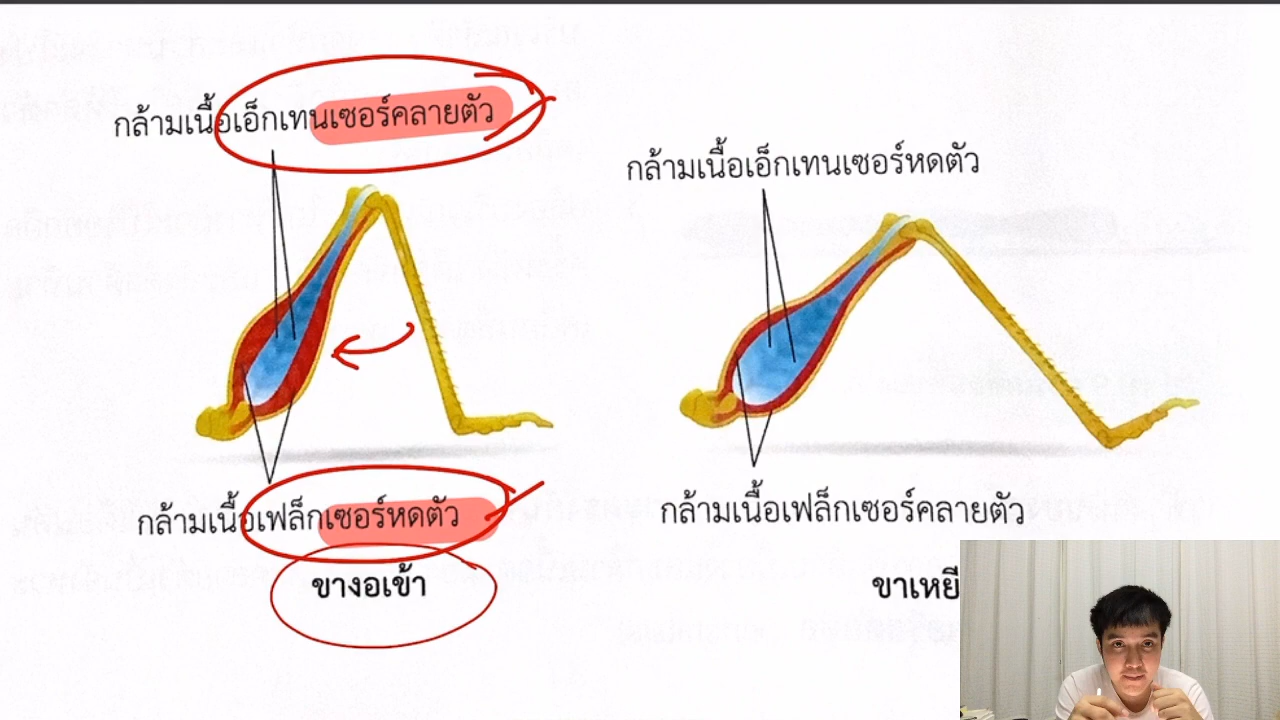 กล้ามเนื้อเอ็กเทนเซอร์คลายตัว
กล้ามเนื้อเฟล็กเซอร์หดตัว
ขางอเข้า
กล้ามเนื้อเอ็กเทนเซอร์หดตัว
กล้ามเนื้อเฟล็กเซอร์คลายตัว